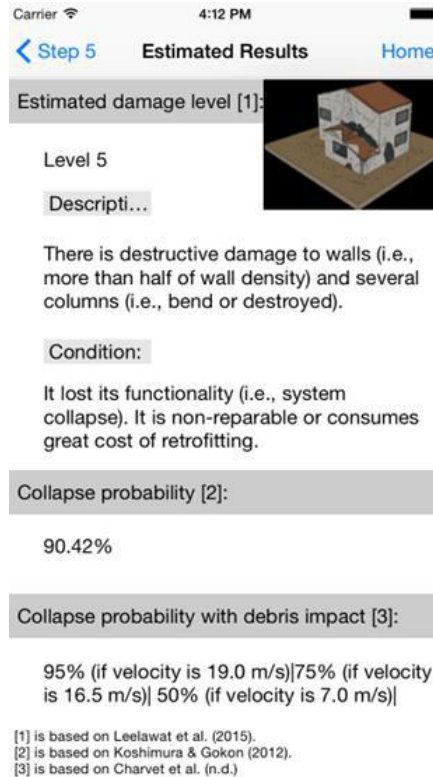 Carrier 4:12 PM
Step 5 Estimated Results Home
Estimated damage level [1]:
Level 5
Descripti...
There is destructive damage to walls (i.e.,
more than half of wall density) and several
columns (i.e., bend or destroyed).
Condition:
It lost its functionality (i.e., system
collapse). It is non-reparable or consumes
great cost of retrofitting.
Collapse probability [2]:
90.42%
Collapse probability with debris impact [3]:
95% (if velocity is 19.0 m/s)|75% (if velocity
is 16.5 m/s)| 50% (if velocity is 7.0 m/s)|
[1] is based on Leelawat et al. (2015).
[2] is based on Koshimura & Gokon (2012).
[3] is based on Charvet et al. (n.d.)